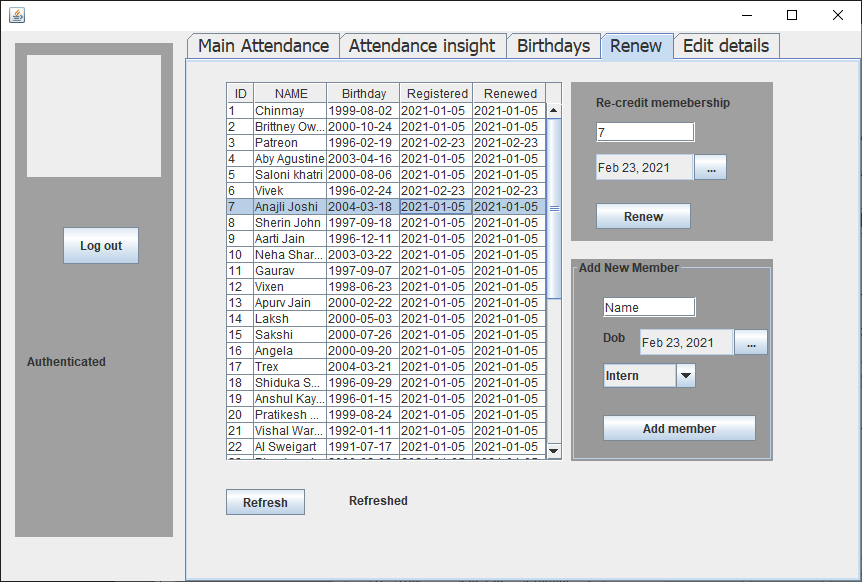 Main Attendance Attendance insight Birthdays Renew Edit details
Log out
Authenticated
ID NAME Birthday Registered Renewed
1 Chinmay 1999-08-02 2021-01-05 2021-01-05
2 Brittney Ow... 2000-10-24 2021-01-05 2021-01-05
3 Patreon 1996-02-19 2021-02-23 2021-02-23
4 Aby Agustine 2003-04-16 2021-01-05 2021-01-05
5 Saloni khatri 2000-08-06 2021-01-05 2021-01-05
6 Vivek 1996-02-24 2021-02-23 2021-02-23
7 Anajli Joshi 2004-03-18 2021-01-05 2021-01-05
8 Sherin John 1997-09-18 2021-01-05 2021-01-05
9 Aarti Jain 1996-12-11 2021-01-05 2021-01-05
10 Neha Shar... 2003-03-22 2021-01-05 2021-01-05
11 Gaurav 1997-09-07 2021-01-05 2021-01-05
12 Vixen 1998-06-23 2021-01-05 2021-01-05
13 Apurv Jain 2000-02-22 2021-01-05 2021-01-05
14 Laksh 2000-05-03 2021-01-05 2021-01-05
15 Sakshi 2000-07-26 2021-01-05 2021-01-05
16 Angela 2000-09-20 2021-01-05 2021-01-05
17 Trex 2004-03-21 2021-01-05 2021-01-05
18 Shiduka S... 1996-09-29 2021-01-05 2021-01-05
19 Anshul Kay... 1996-01-15 2021-01-05 2021-01-05
20 Pratikesh ... 1999-08-24 2021-01-05 2021-01-05
21 Vishal War... 1992-01-11 2021-01-05 2021-01-05
22 Al Sweigart 1991-07-17 2021-01-05 2021-01-05
Refresh Refreshed
Re-credit memebership
7
Feb 23, 2021 ...
Renew
Add New Member
Name
Dob Feb 23, 2021 ...
Intern
Add member